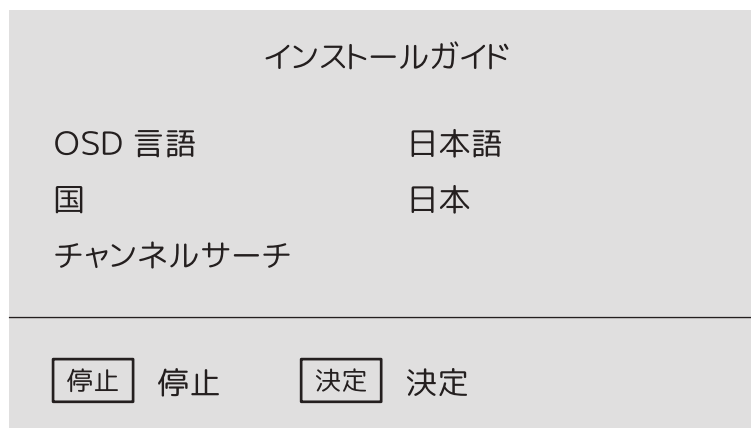 インストールガイド
OSD 言語 日本語
国 日本
チャンネルサーチ
停止 停止 決定 決定